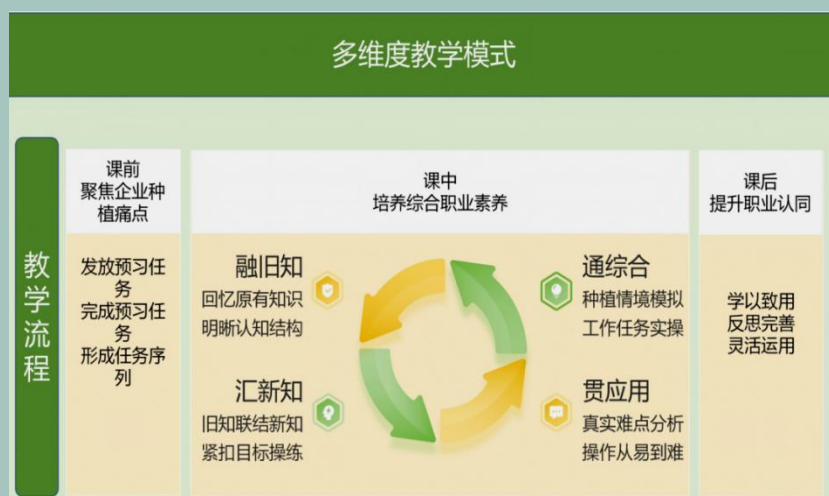 多维度教学模式
教学流程
课前
聚焦企业种
植痛点
发放预习任
务
完成预习任
务
形成任务序
列
课中
培养综合职业素养
融旧知
回忆原有知识
明晰认知结构
汇新知
旧知联结新知
紧扣目标操练
通综合
种植情境模拟
工作任务实操
贯应用
真实难点分析
操作从易到难
课后
提升职业认同
学以致用
反思完善
灵活运用